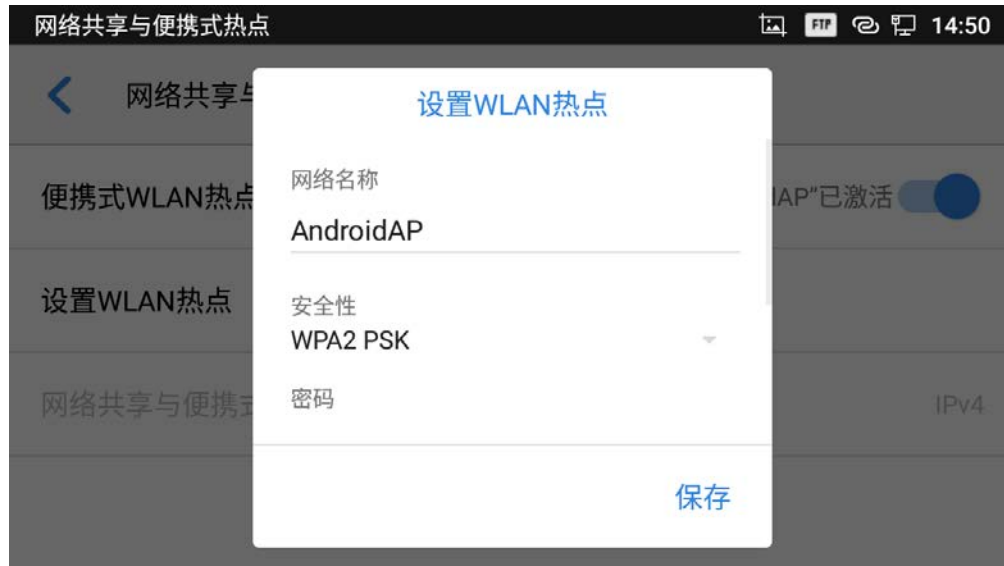 网络共享与便携式热点
FTP
14:50
网络共享与
设置WLAN热点
网络名称
便携式WLAN热点
AP"已激活
AndroidAP
设置WLAN热点
安全性
WPA2 PSK
网络共享与便携式
密码
IPv4
保存